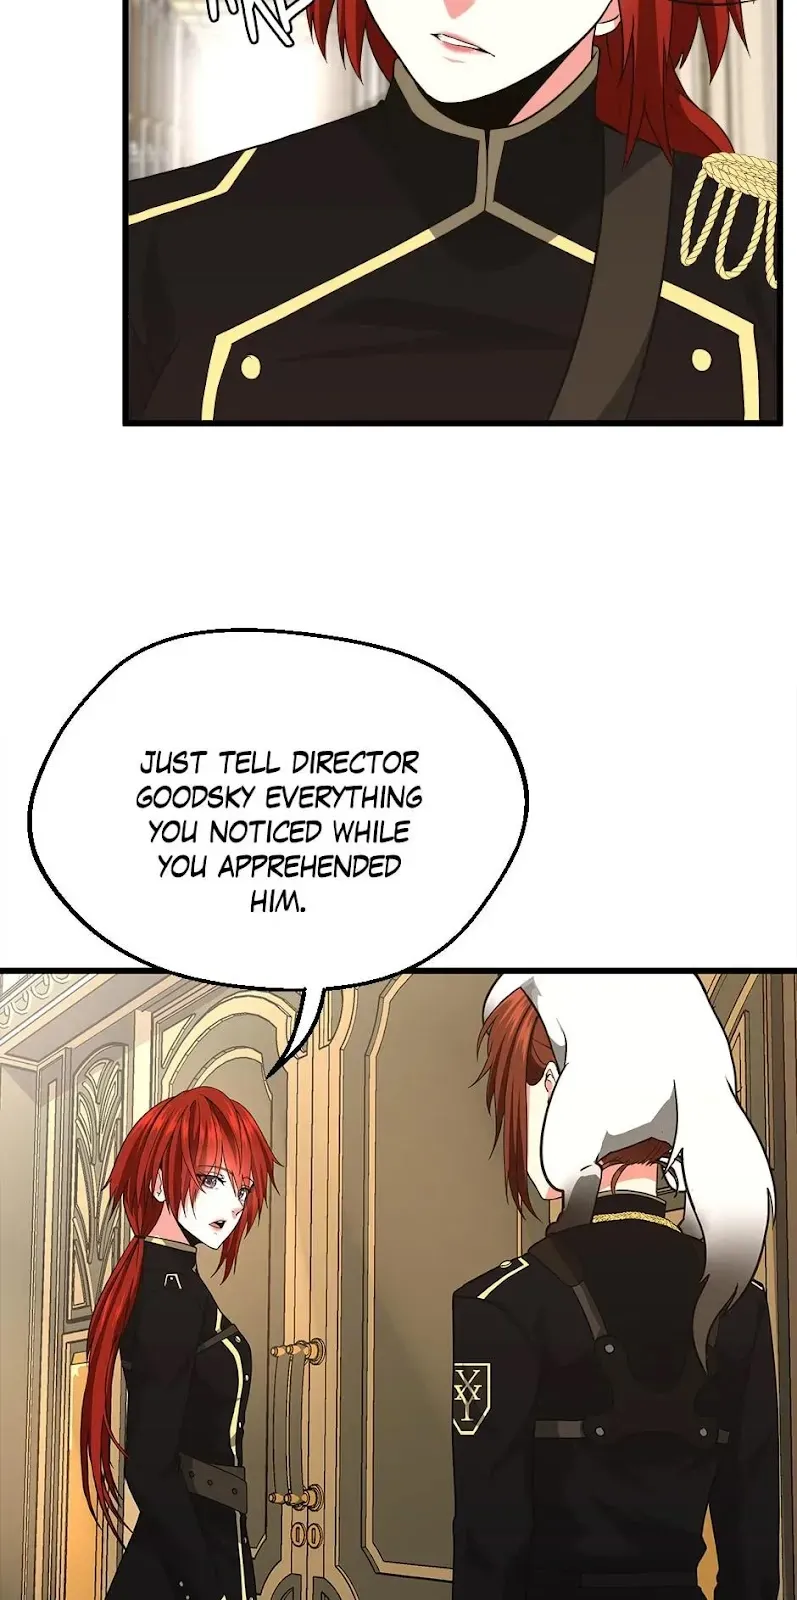 JUST TELL DIRECTOR
GOODSKY EVERYTHING
YOU NOTICED WHILE
YOU APPREHENDED
HIM.